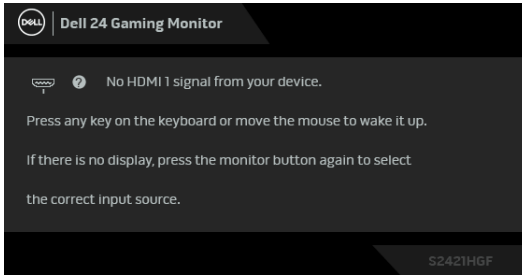 DELL
Dell 24 Gaming Monitor
No HDMI 1 signal from your device.
Press any key on the keyboard or move the mouse to wake it up.
If there is no display, press the monitor button again to select
the correct input source.
S2421HGF